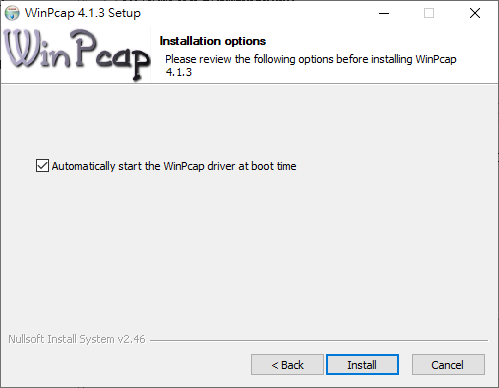 WinPcap 4.1.3 Setup
WinPcap
Installation options
Please review the following options before installing WinPcap
4.1.3
Automatically start the WinPcap driver at boot time
Nullsoft Install System v2.46
< Back
Install
Cancel